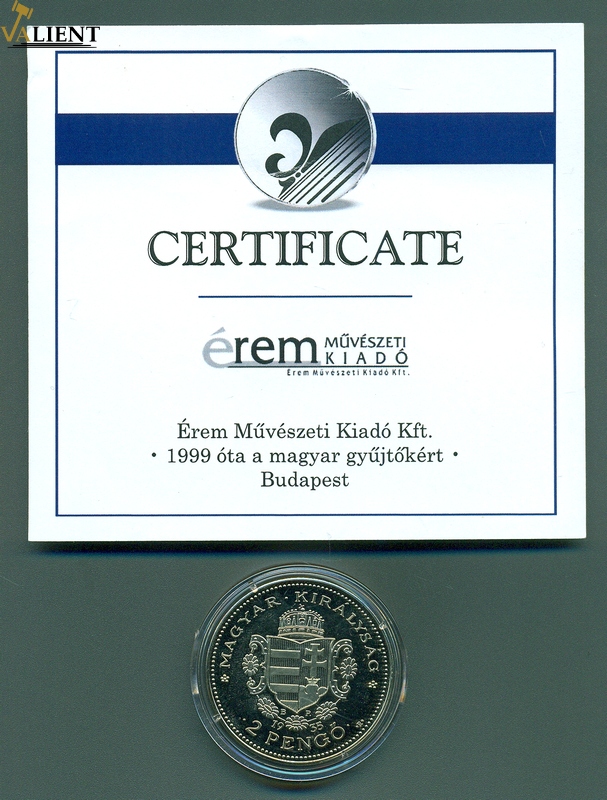 VALIENT
CERTIFICATE
érem MŰVÉSZETI
KIADÓ
Érem Művészeti Kiadó Kft.
Érem Művészeti Kiadó Kft.
• 1999 óta a magyar gyűjtőkért •
Budapest
MAGYAR · KIRÁLYSÁG
B P
1935
· 2 PENGŐ ·